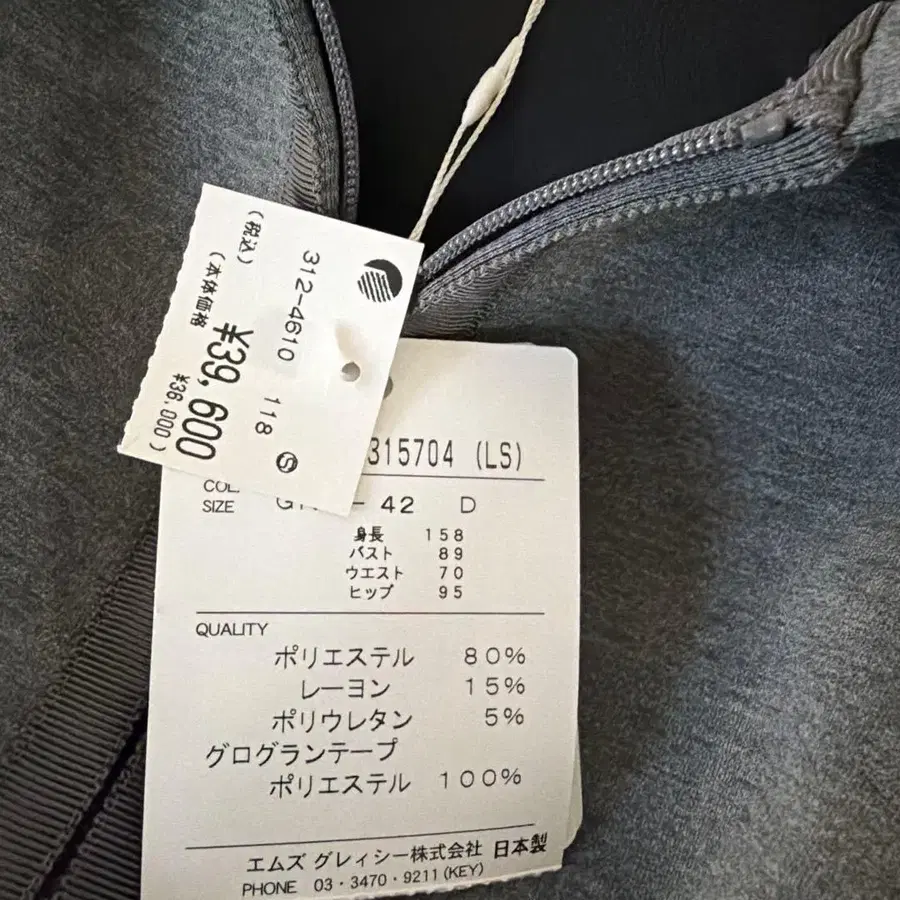 312-4610 118
S
(税込) ¥39,600
(本体価格 ¥36,000)
315704 (LS)
COL
SIZE 42 D
身長 158
バスト 89
ウエスト 70
ヒップ 95
QUALITY
ポリエステル 80%
レーヨン 15%
ポリウレタン 5%
グログランテープ
ポリエステル 100%
エムズ グレィシー株式会社 日本製
PHONE 03・3470・9211(KEY)